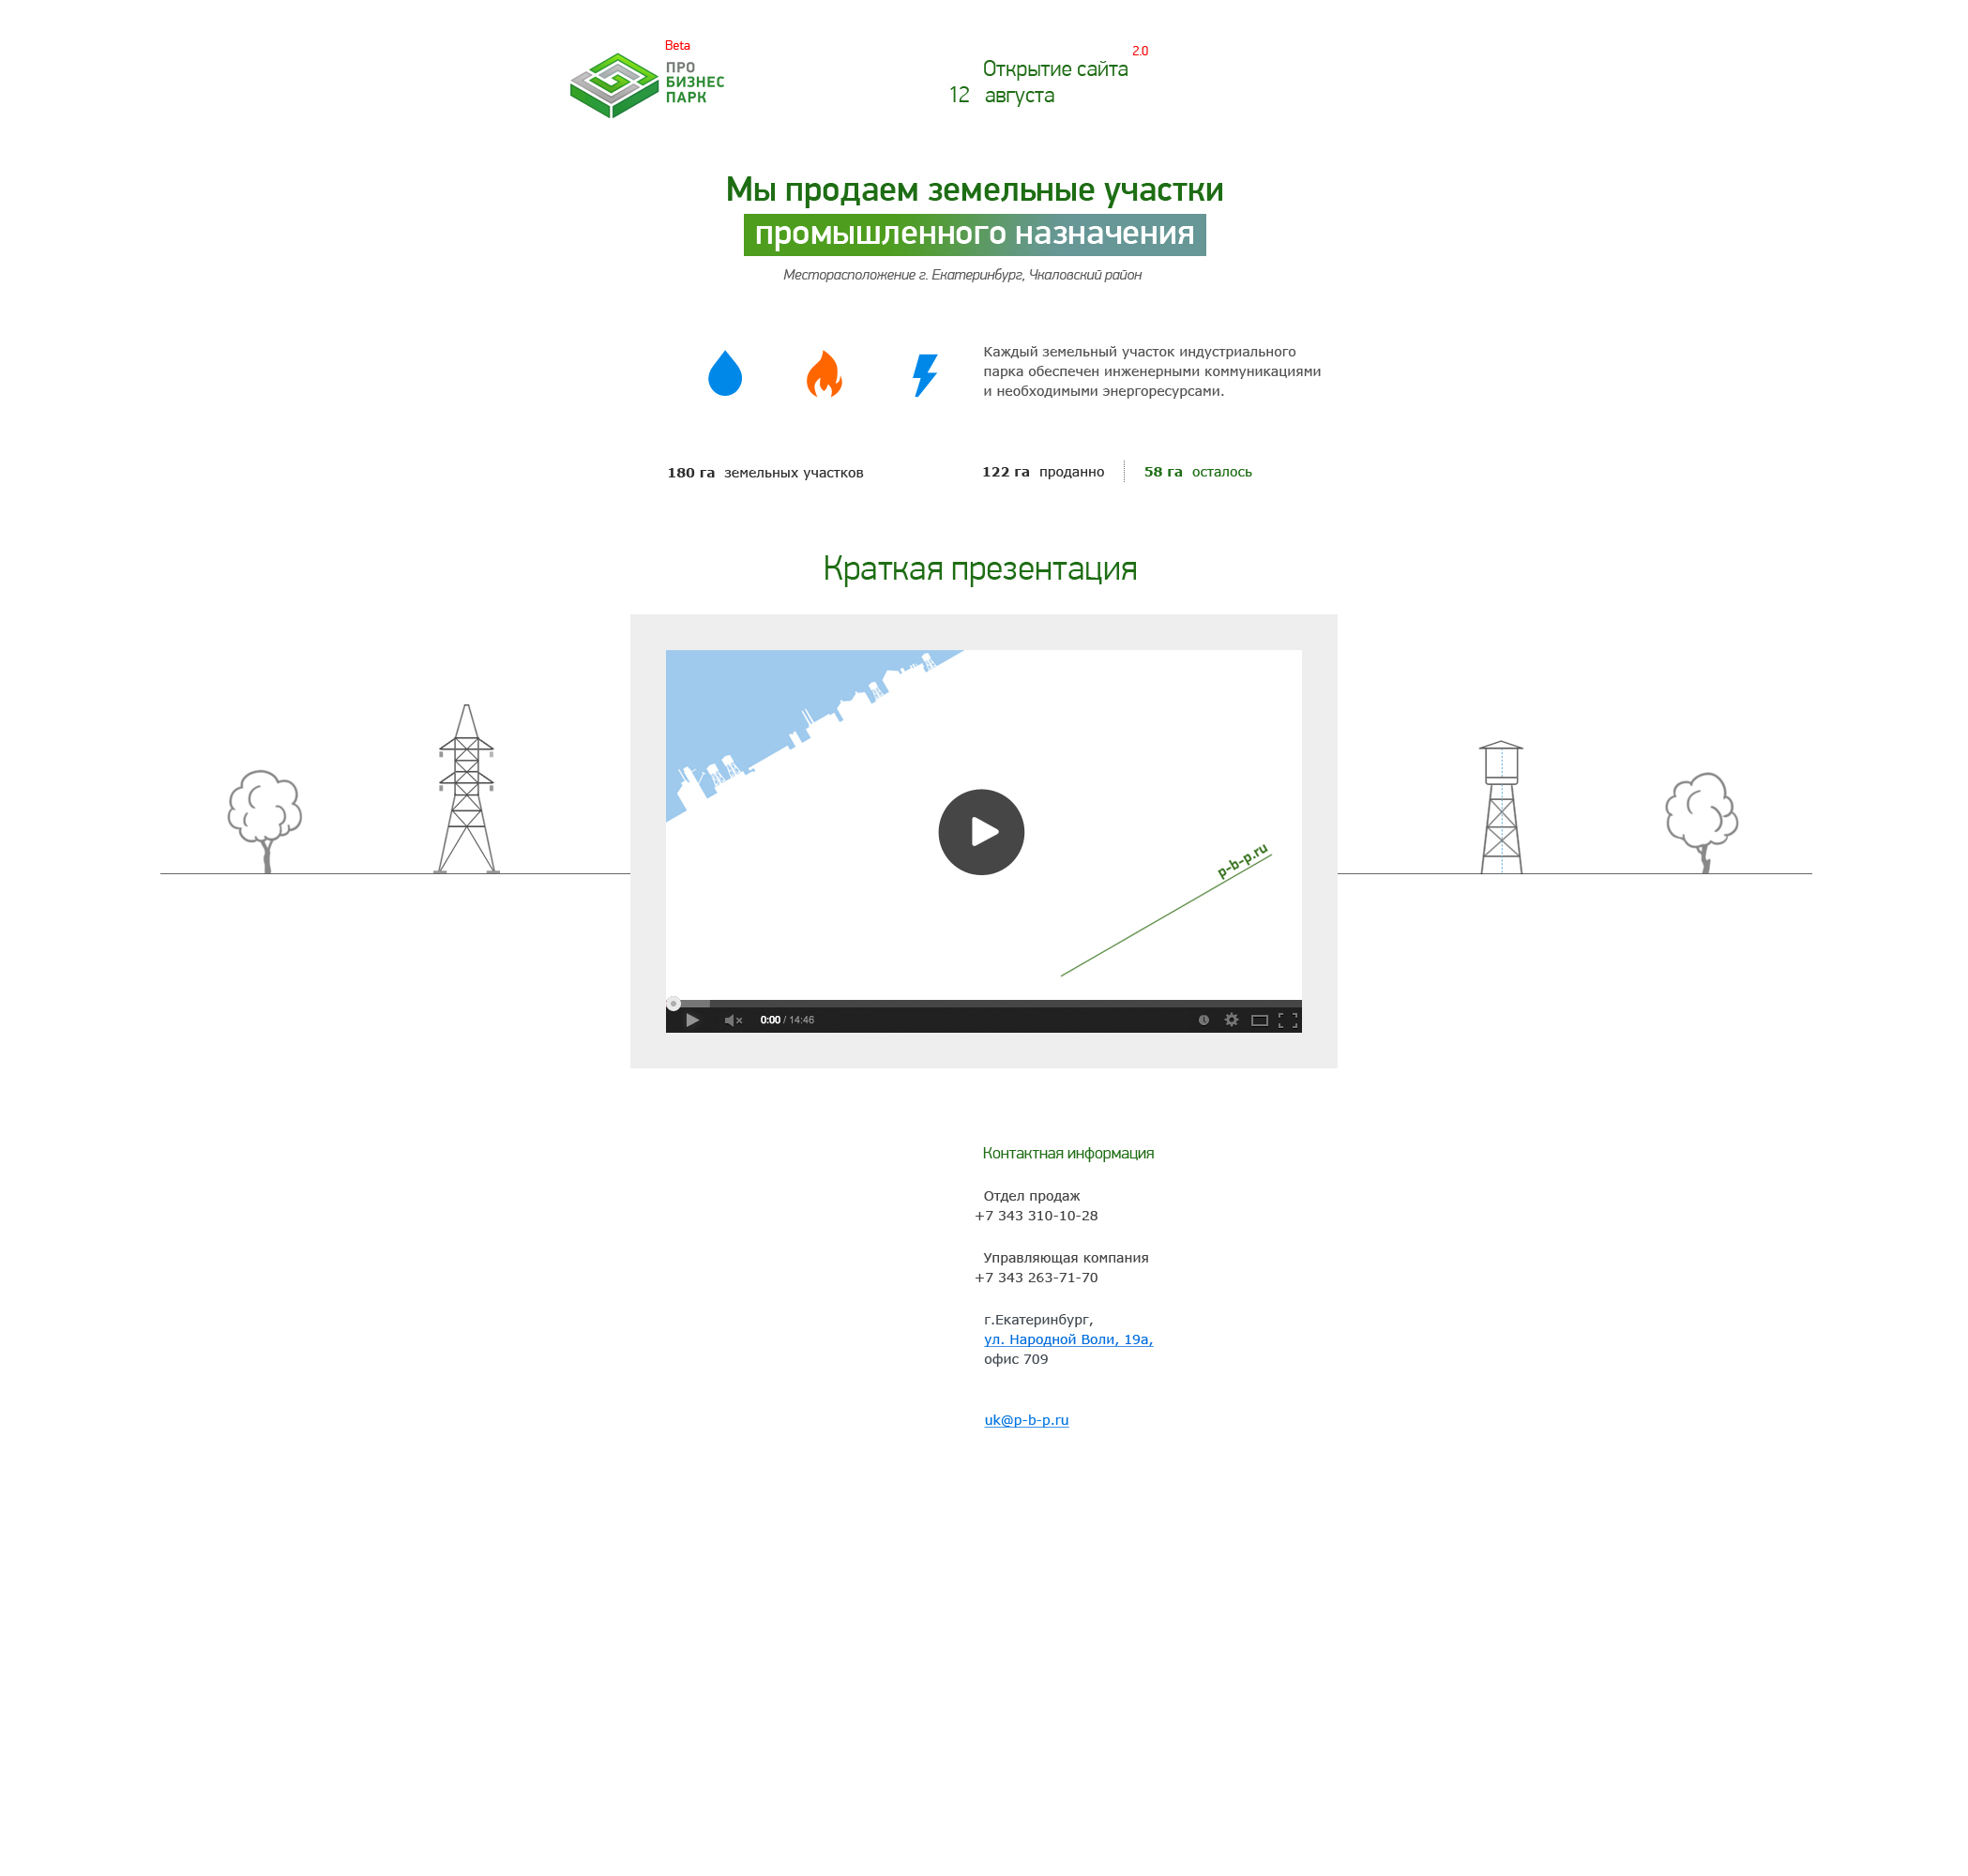 Beta
ПРО
БИЗНЕС
ПАРК
2.0
Открытие сайта
12 августа
Мы продаем земельные участки
промышленного назначения
Месторасположение г. Екатеринбург, Чкаловский район
Каждый земельный участок индустриального
парка обеспечен инженерными коммуникациями
и необходимыми энергоресурсами.
180 га земельных участков
122 га проданно
58 га осталось
Краткая презентация
p-b-p.ru
0:00 / 14:46
Контактная информация
Отдел продаж
+7 343 310-10-28
Управляющая компания
+7 343 263-71-70
г.Екатеринбург,
ул. Народной Воли, 19а,
офис 709
uk@p-b-p.ru